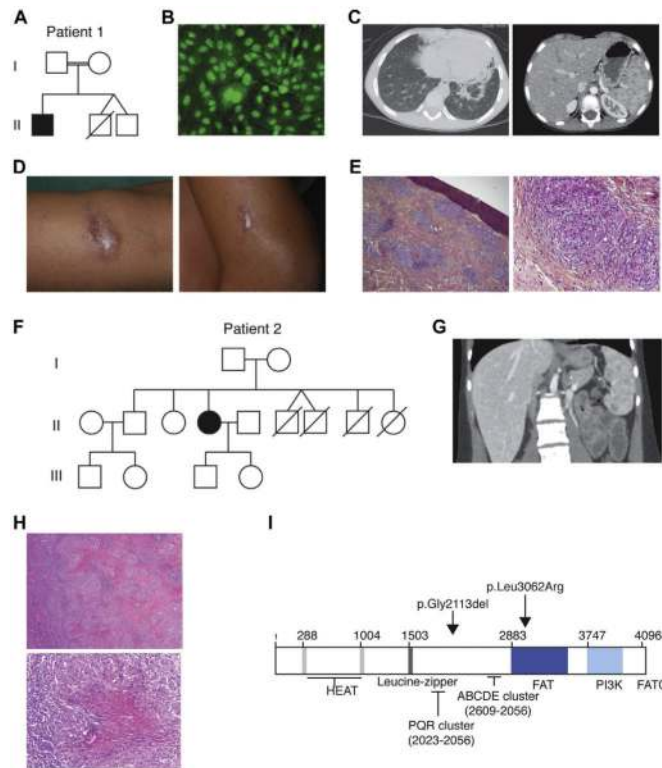 A
Patient 1
I
II
B
C
D
E
F
Patient 2
I
II
III
G
H
I
p.Leu3062Arg
p.Gly2113del
288
1004
1503
2883
3747
4096
HEAT
Leucine-zipper
FAT
PI3K
FATC
ABCDE cluster
(2609-2056)
PQR cluster
(2023-2056)